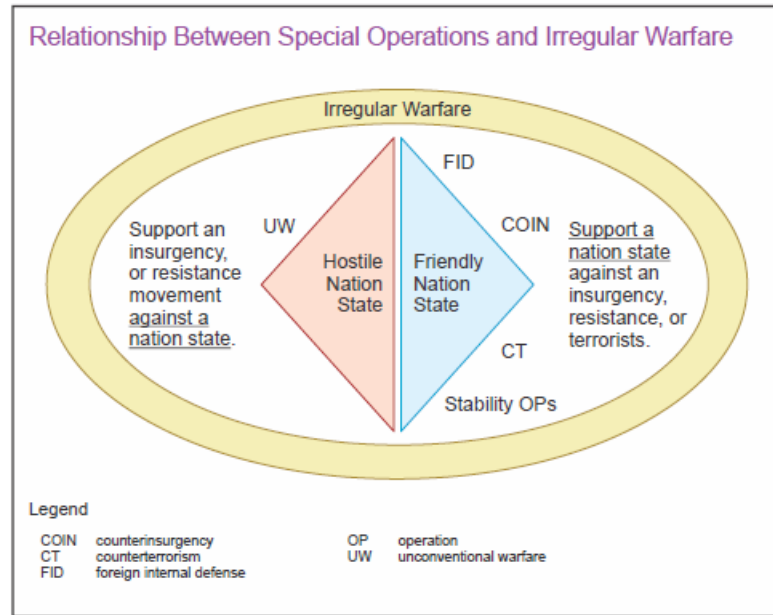 Relationship Between Special Operations and Irregular Warfare
Irregular Warfare
FID
UW
COIN
Support an
insurgency,
or resistance
movement
against a
nation state.
Hostile
Nation
State
Friendly
Nation
State
Support a
nation state
against an
insurgency,
resistance, or
terrorists.
CT
Stability OPs
Legend
COIN counterinsurgency
CT counterterrorism
FID foreign internal defense
OP operation
UW unconventional warfare